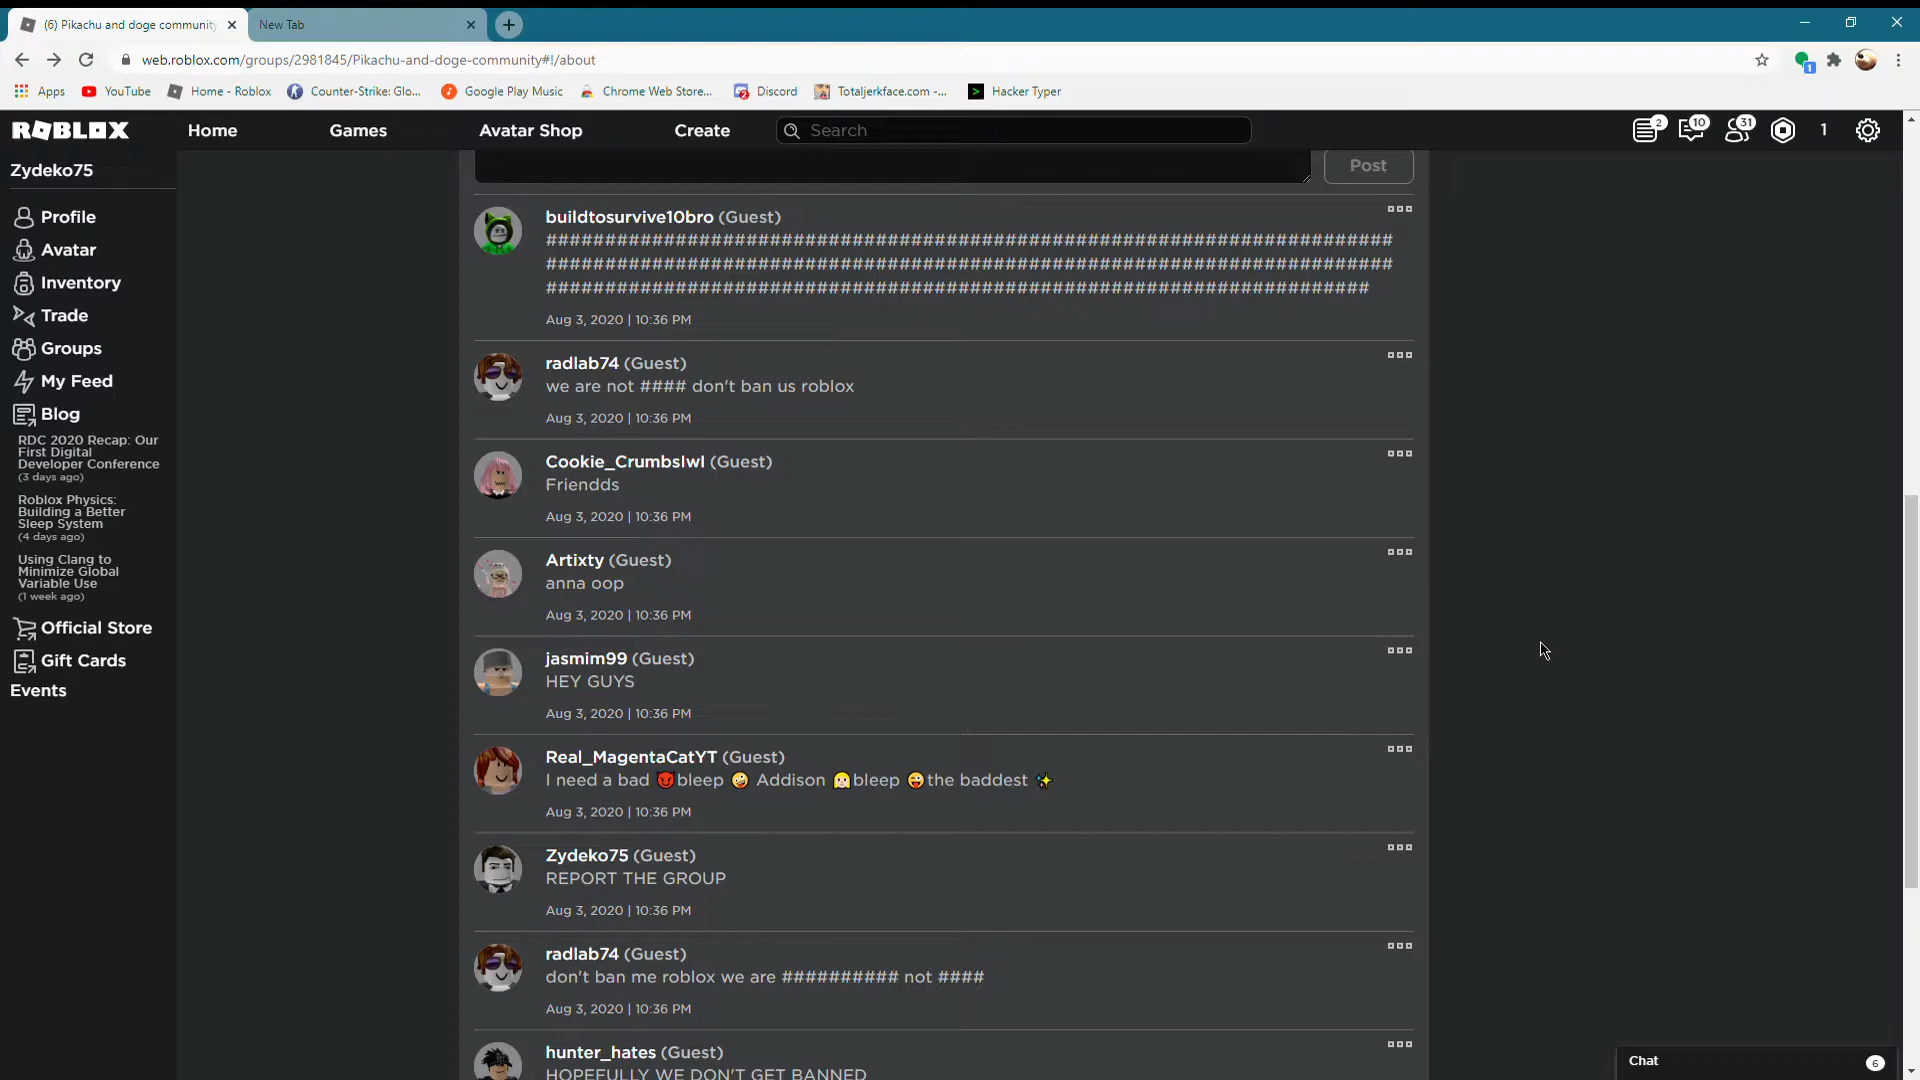 (6) Pikachu and doge communit
New Tab
web.roblox.com/groups/2981845/Pikachu-and-doge-community#!/about
1
Apps
YouTube
Home - Roblox
Counter-Strike: Glo...
Google Play Music
Chrome Web Store...
Discord
Totaljerkface.com -...
Hacker Typer
ROBLOX
Home
Games
Avatar Shop
Create
Search
2
10
31
1
Zydeko75
Profile
Avatar
Inventory
Trade
Groups
My Feed
Blog
RDC 2020 Recap: Our
First Digital
Developer Conference
(3 days ago)
Roblox Physics:
Building a Better
Sleep System
(4 days ago)
Using Clang to
Minimize Global
Variable Use
(1 week ago)
Official Store
Gift Cards
Events
Post
buildtosurvive10bro (Guest)
########################################################################
########################################################################
######################################################################
Aug 3, 2020 | 10:36 PM
radlab74 (Guest)
we are not #### don't ban us roblox
Aug 3, 2020 | 10:36 PM
Cookie_Crumbslwl (Guest)
Friendds
Aug 3, 2020 | 10:36 PM
Artixty (Guest)
anna oop
Aug 3, 2020 | 10:36 PM
jasmim99 (Guest)
HEY GUYS
Aug 3, 2020 | 10:36 PM
Real_MagentaCatYT (Guest)
I need a bad 😈bleep 🤪 Addison 👱‍♀️bleep 😜the baddest ✨
Aug 3, 2020 | 10:36 PM
Zydeko75 (Guest)
REPORT THE GROUP
Aug 3, 2020 | 10:36 PM
radlab74 (Guest)
don't ban me roblox we are ########## not ####
Aug 3, 2020 | 10:36 PM
hunter_hates (Guest)
HOPEFULLY WE DON'T GET BANNED
Chat
6